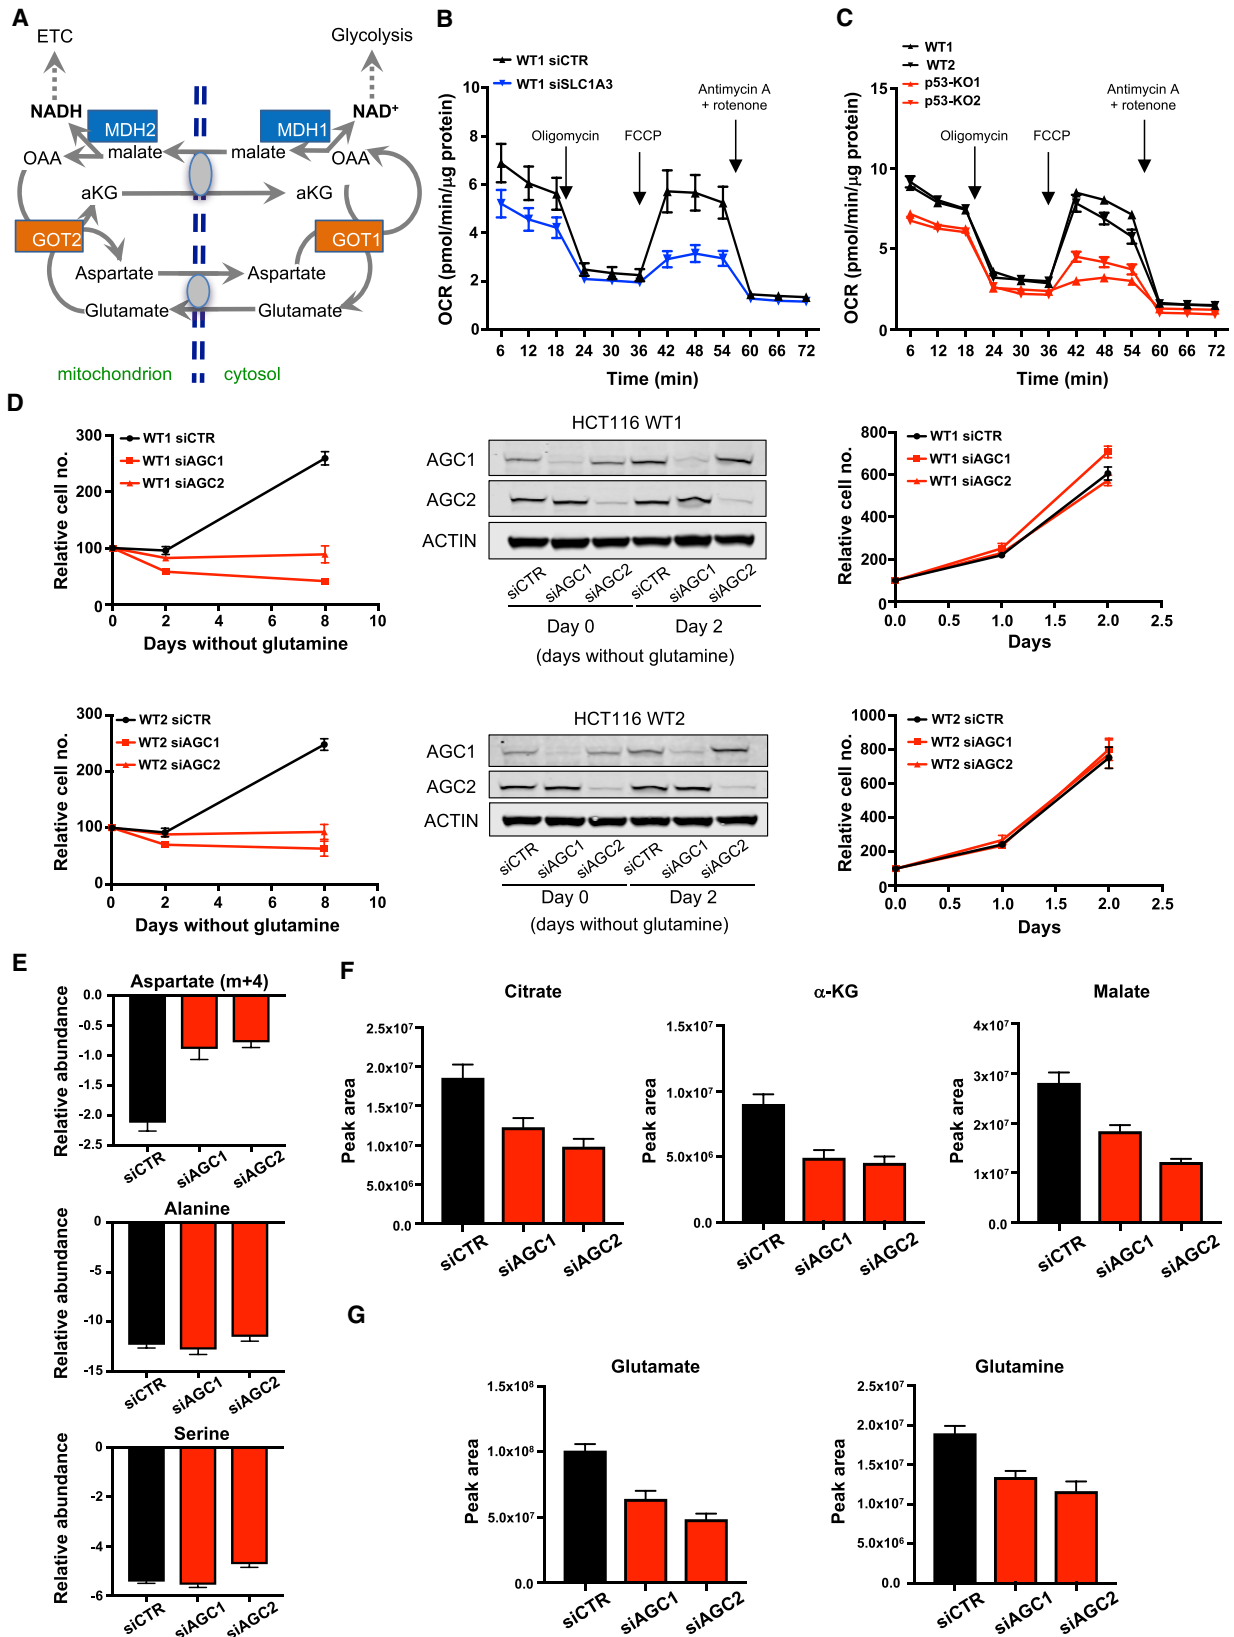 A
ETC
Glycolysis
NADH
NAD+
MDH2
MDH1
OAA
malate
malate
OAA
aKG
aKG
GOT2
GOT1
Aspartate
Aspartate
Glutamate
Glutamate
mitochondrion
cytosol
B
WT1 siCTR
WT1 siSLC1A3
OCR (pmol/min/µg protein)
10
8
6
4
2
0
Oligomycin
FCCP
Antimycin A
+ rotenone
6 12 18 24 30 36 42 48 54 60 66 72
Time (min)
C
WT1
WT2
p53-KO1
p53-KO2
OCR (pmol/min/µg protein)
15
10
5
0
Oligomycin
FCCP
Antimycin A
+ rotenone
6 12 18 24 30 36 42 48 54 60 66 72
Time (min)
D
Relative cell no.
300
200
100
0
WT1 siCTR
WT1 siAGC1
WT1 siAGC2
0 2 4 6 8 10
Days without glutamine
HCT116 WT1
AGC1
AGC2
ACTIN
siCTR siAGC1 siAGC2 siCTR siAGC1 siAGC2
Day 0 Day 2
(days without glutamine)
Relative cell no.
800
600
400
200
0
WT1 siCTR
WT1 siAGC1
WT1 siAGC2
0.0 0.5 1.0 1.5 2.0 2.5
Days
Relative cell no.
300
200
100
0
WT2 siCTR
WT2 siAGC1
WT2 siAGC2
0 2 4 6 8 10
Days without glutamine
HCT116 WT2
AGC1
AGC2
ACTIN
siCTR siAGC1 siAGC2 siCTR siAGC1 siAGC2
Day 0 Day 2
(days without glutamine)
Relative cell no.
1000
800
600
400
200
0
WT2 siCTR
WT2 siAGC1
WT2 siAGC2
0.0 0.5 1.0 1.5 2.0 2.5
Days
E
Aspartate (m+4)
Relative abundance
0.0
-0.5
-1.0
-1.5
-2.0
-2.5
siCTR siAGC1 siAGC2
Alanine
Relative abundance
0
-5
-10
-15
siCTR siAGC1 siAGC2
Serine
Relative abundance
0
-2
-4
-6
siCTR siAGC1 siAGC2
F
Citrate
Peak area
2.5x10⁷
2.0x10⁷
1.5x10⁷
1.0x10⁷
5.0x10⁶
0.0
siCTR siAGC1 siAGC2
α-KG
Peak area
1.5x10⁷
1.0x10⁷
5.0x10⁶
0.0
siCTR siAGC1 siAGC2
Malate
Peak area
4x10⁷
3x10⁷
2x10⁷
1x10⁷
0.0
siCTR siAGC1 siAGC2
G
Glutamate
Peak area
1.5x10⁸
1.0x10⁸
5.0x10⁷
0.0
siCTR siAGC1 siAGC2
Glutamine
Peak area
2.5x10⁷
2.0x10⁷
1.5x10⁷
1.0x10⁷
5.0x10⁶
0.0
siCTR siAGC1 siAGC2